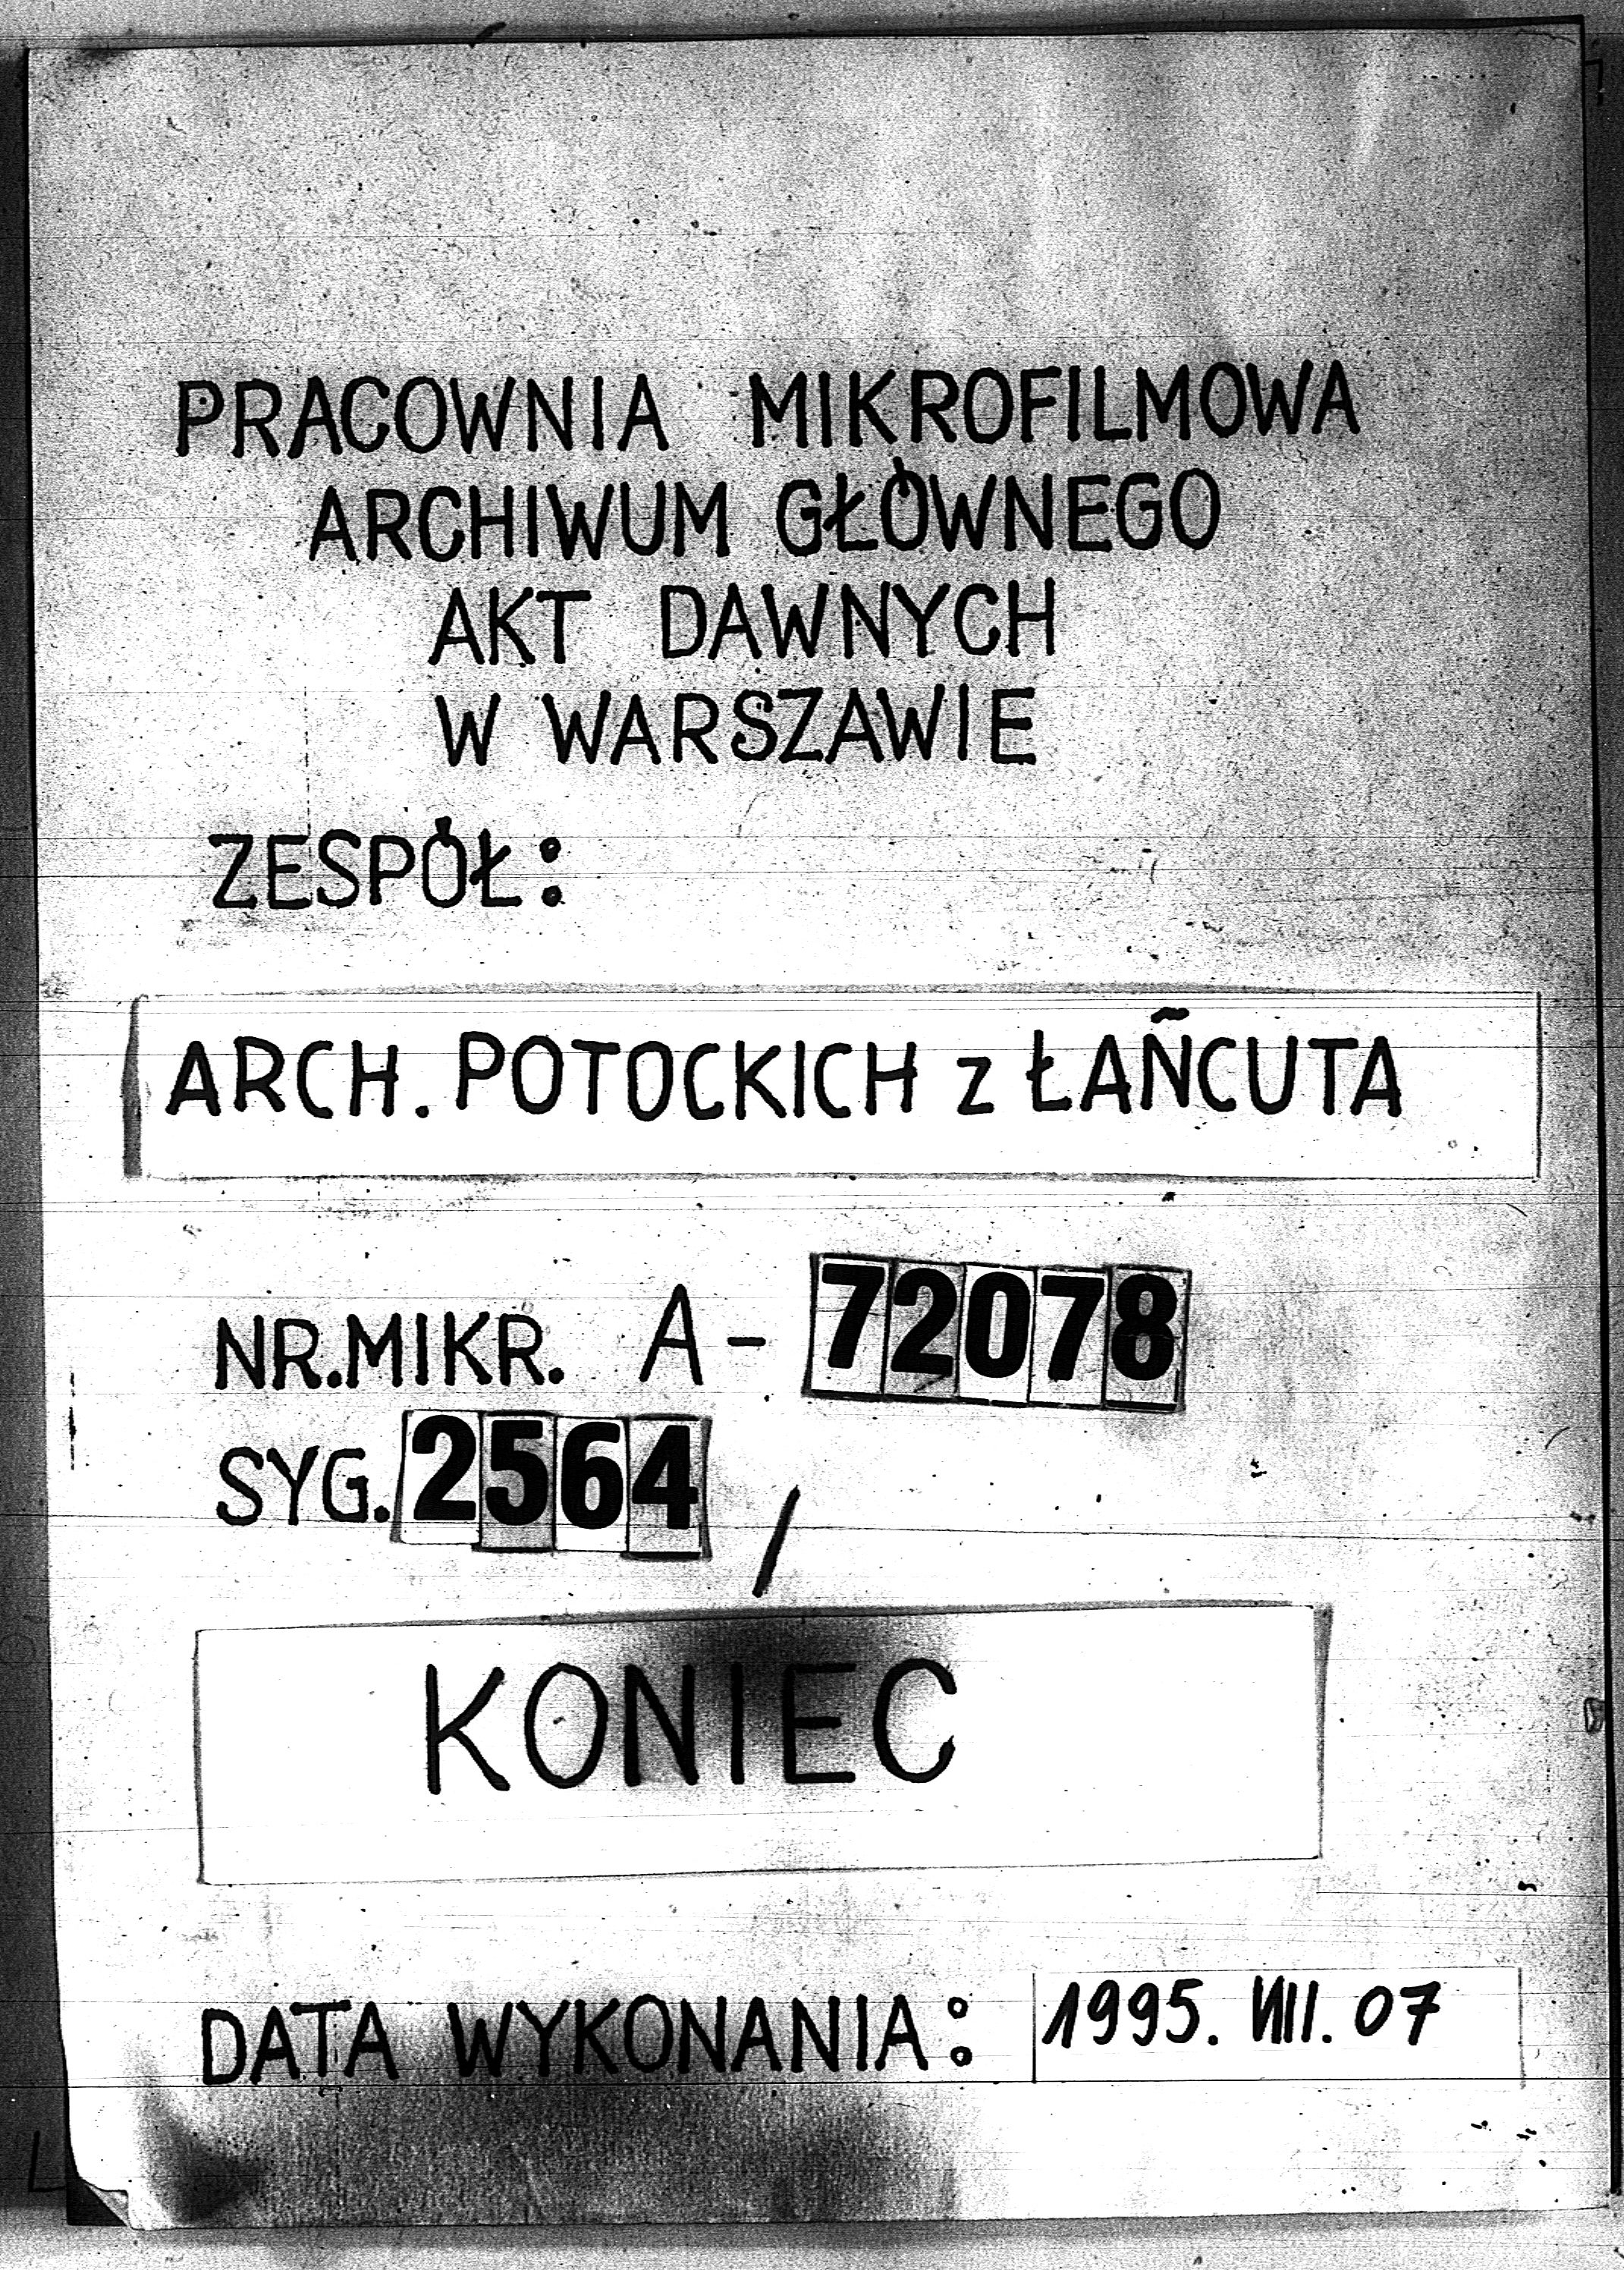 PRACOWNIA MIKROFILMOWA
ARCHIWUM GŁÓWNEGO
AKT DAWNYCH
W WARSZAWIE
ZESPÓŁ:
ARCH. POTOCKICH z ŁAŃCUTA
NR.MIKR. A-72078
SYG. 2564 /
KONIEC
DATA WYKONANIA: 1995. VIII. 07